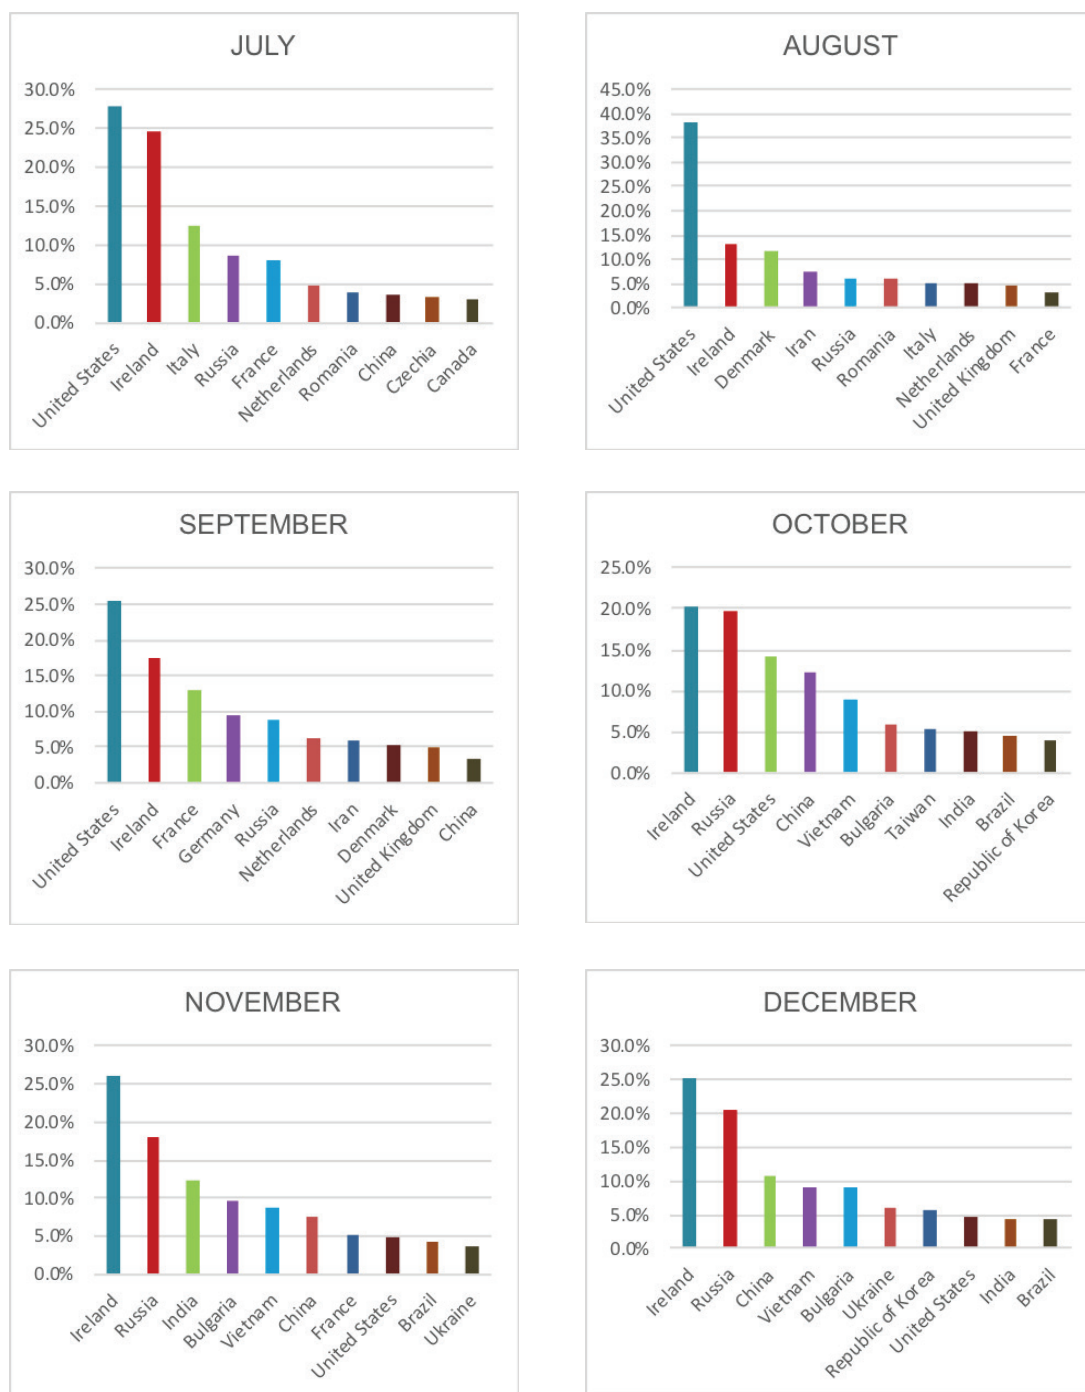 JULY
30.0%
25.0%
20.0%
15.0%
10.0%
5.0%
0.0%
United States
Ireland
Italy
Russia
France
Netherlands
Romania
China
Czechia
Canada
AUGUST
45.0%
40.0%
35.0%
30.0%
25.0%
20.0%
15.0%
10.0%
5.0%
0.0%
United States
Ireland
Denmark
Iran
Russia
Romania
Italy
Netherlands
United Kingdom
France
SEPTEMBER
30.0%
25.0%
20.0%
15.0%
10.0%
5.0%
0.0%
United States
Ireland
France
Germany
Russia
Netherlands
Iran
Denmark
United Kingdom
China
OCTOBER
25.0%
20.0%
15.0%
10.0%
5.0%
0.0%
Ireland
Russia
United States
China
Vietnam
Bulgaria
Taiwan
India
Brazil
Republic of Korea
NOVEMBER
30.0%
25.0%
20.0%
15.0%
10.0%
5.0%
0.0%
Ireland
Russia
India
Bulgaria
Vietnam
China
France
United States
Brazil
Ukraine
DECEMBER
30.0%
25.0%
20.0%
15.0%
10.0%
5.0%
0.0%
Ireland
Russia
China
Vietnam
Bulgaria
Ukraine
Republic of Korea
United States
India
Brazil